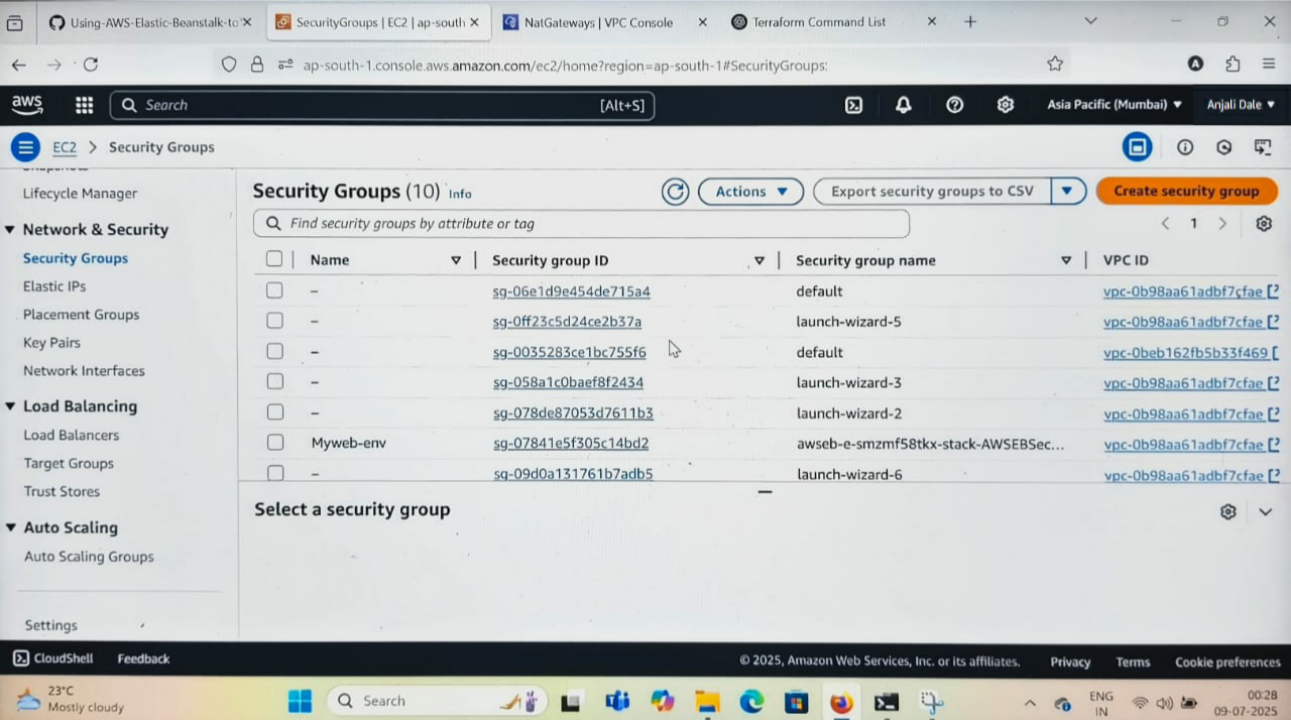 Using-AWS-Elastic-Beanstalk-to
SecurityGroups | EC2 | ap-south
NatGateways | VPC Console
Terraform Command List
ap-south-1.console.aws.amazon.com/ec2/home?region=ap-south-1#SecurityGroups:
aws
Search
[Alt+S]
Asia Pacific (Mumbai)
Anjali Dale
EC2 > Security Groups
Snapshots
Lifecycle Manager
Network & Security
Security Groups
Elastic IPs
Placement Groups
Key Pairs
Network Interfaces
Load Balancing
Load Balancers
Target Groups
Trust Stores
Auto Scaling
Auto Scaling Groups
Settings
Security Groups (10) Info
Actions
Export security groups to CSV
Create security group
Find security groups by attribute or tag
1
Name Security group ID Security group name VPC ID
– sg-06e1d9e454de715a4 default vpc-0b98aa61adbf7cfae
– sg-0ff23c5d24ce2b37a launch-wizard-5 vpc-0b98aa61adbf7cfae
– sg-0035283ce1bc755f6 default vpc-0beb162fb5b33f469
– sg-058a1c0baef8f2434 launch-wizard-3 vpc-0b98aa61adbf7cfae
– sg-078de87053d7611b3 launch-wizard-2 vpc-0b98aa61adbf7cfae
Myweb-env sg-07841e5f305c14bd2 awseb-e-smzmf58tkx-stack-AWSEBSec... vpc-0b98aa61adbf7cfae
– sg-09d0a131761b7adb5 launch-wizard-6 vpc-0b98aa61adbf7cfae
Select a security group
CloudShell Feedback
© 2025, Amazon Web Services, Inc. or its affiliates. Privacy Terms Cookie preferences
23°C
Mostly cloudy
Search
ENG
IN
00:28
09-07-2025